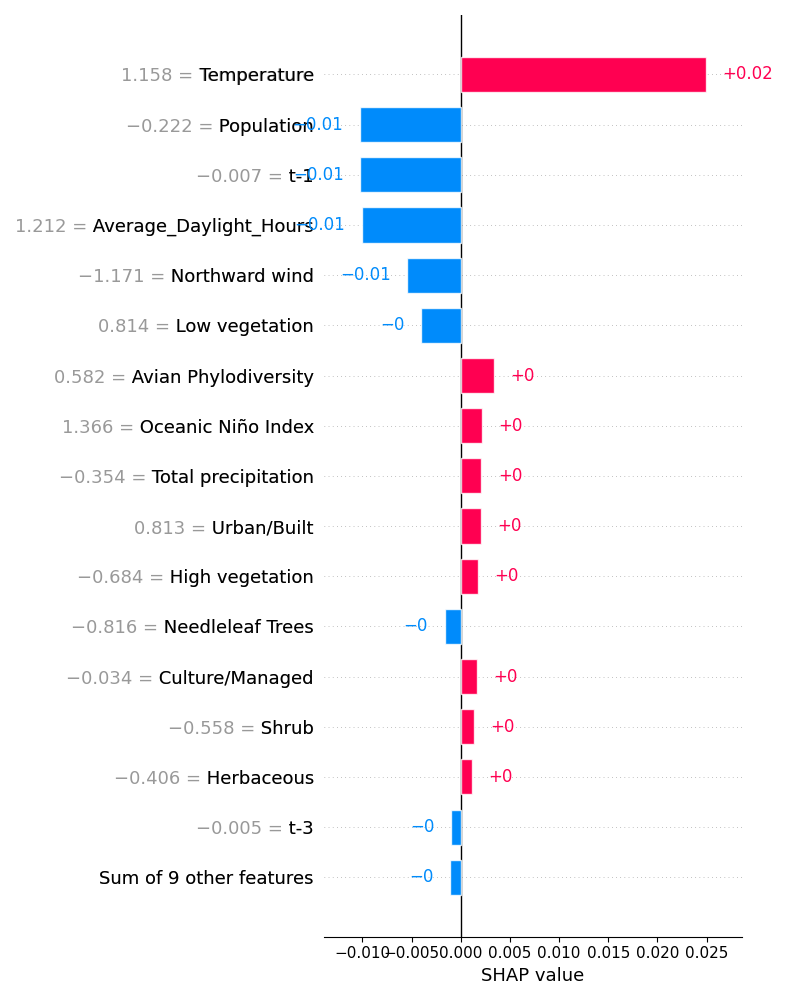 1.158 = Temperature +0.02
−0.222 = Population −0.01
−0.007 = t-1 −0.01
1.212 = Average_Daylight_Hours −0.01
−1.171 = Northward wind −0.01
0.814 = Low vegetation −0
0.582 = Avian Phylodiversity +0
1.366 = Oceanic Niño Index +0
−0.354 = Total precipitation +0
0.813 = Urban/Built +0
−0.684 = High vegetation +0
−0.816 = Needleleaf Trees −0
−0.034 = Culture/Managed +0
−0.558 = Shrub +0
−0.406 = Herbaceous +0
−0.005 = t-3 −0
Sum of 9 other features −0
−0.010 −0.005 0.000 0.005 0.010 0.015 0.020 0.025
SHAP value